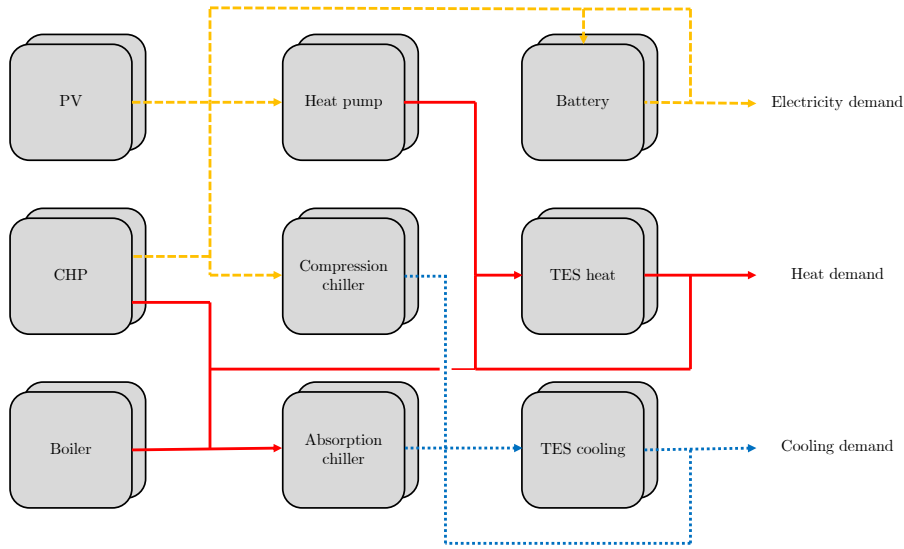 PV
Heat pump
Battery
Electricity demand
CHP
Compression
chiller
TES heat
Heat demand
Boiler
Absorption
chiller
TES cooling
Cooling demand